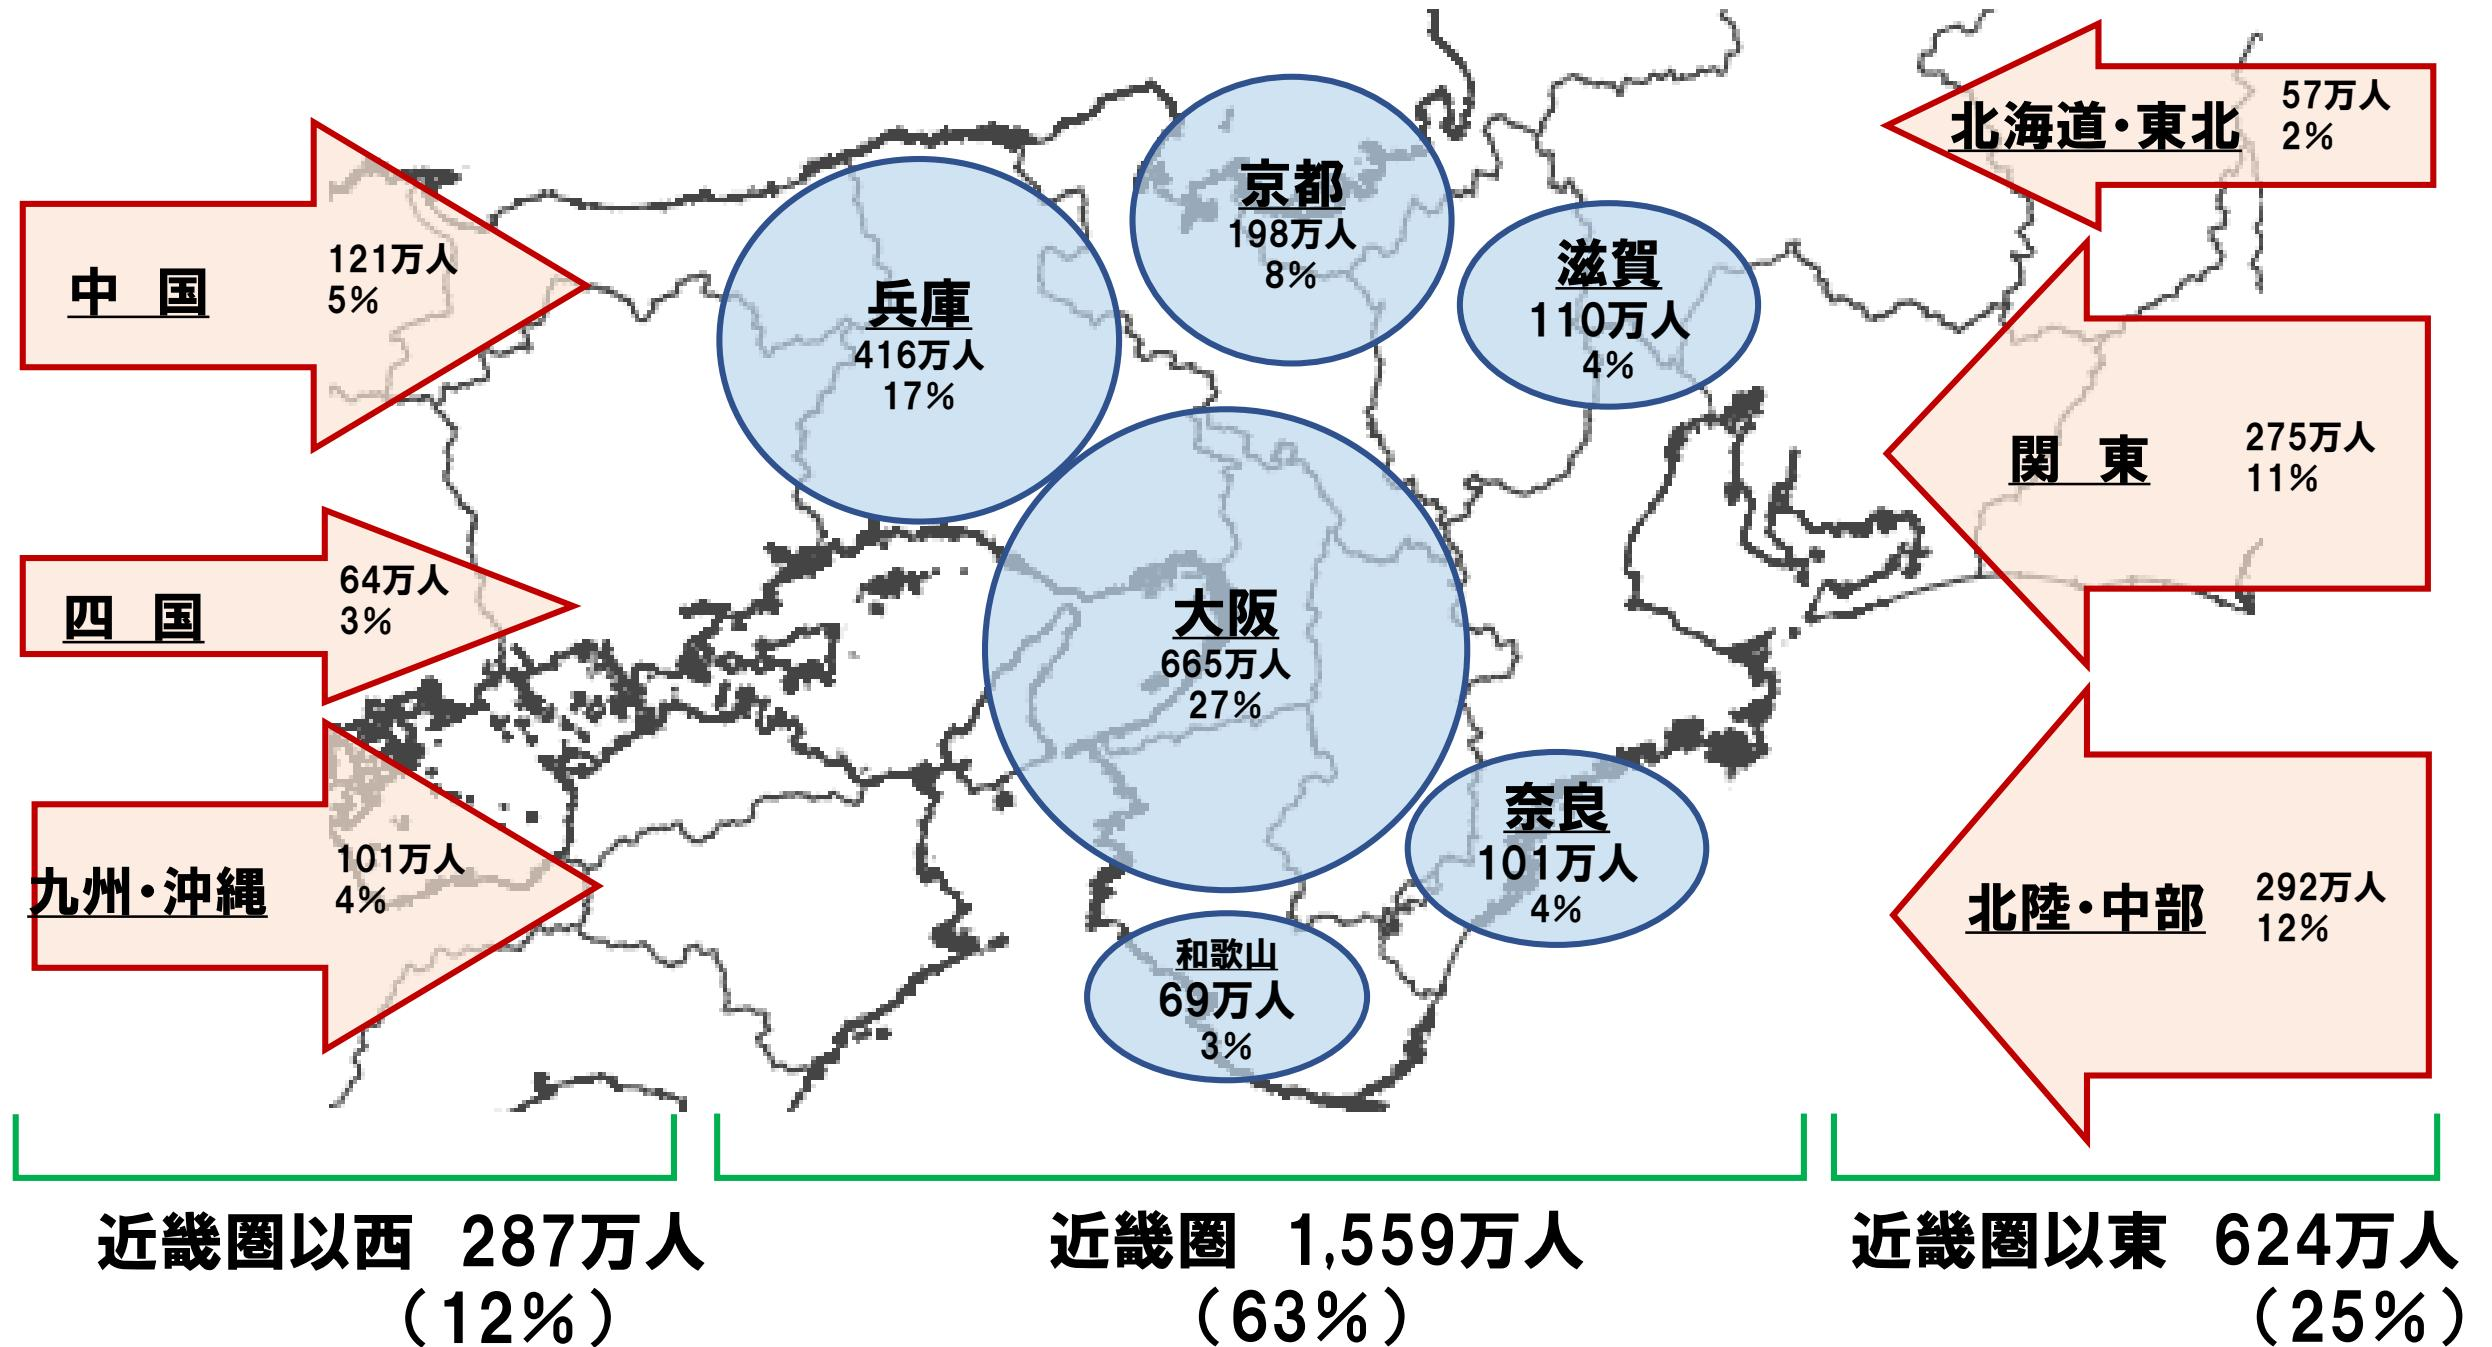 中　国
121万人
5%
四　国
64万人
3%
九州・沖縄
101万人
4%
兵庫
416万人
17%
京都
198万人
8%
滋賀
110万人
4%
大阪
665万人
27%
奈良
101万人
4%
和歌山
69万人
3%
北海道・東北
57万人
2%
関　東
275万人
11%
北陸・中部
292万人
12%
近畿圏以西　287万人
（12%）
近畿圏　1,559万人
（63%）
近畿圏以東　624万人
（25%）